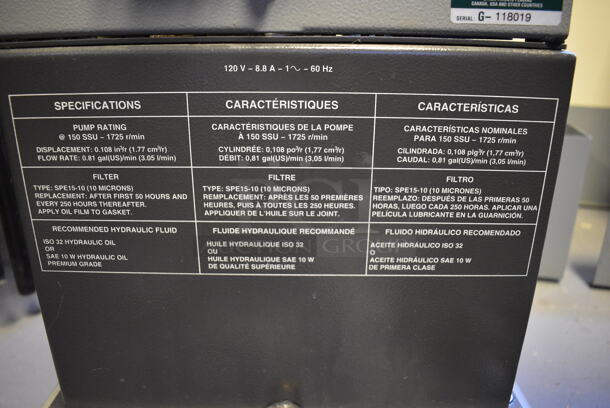 CANADA, USA AND OTHER COUNTRIES
SERIAL: G- 118019
120 V - 8.8 A - 1∿ - 60 Hz
SPECIFICATIONS
PUMP RATING
@ 150 SSU - 1725 r/min
DISPLACEMENT: 0.108 in³/r (1,77 cm³/r)
FLOW RATE: 0,81 gal(US)/min (3.05 l/min)
FILTER
TYPE: SPE15-10 (10 MICRONS)
REPLACEMENT: AFTER FIRST 50 HOURS AND
EVERY 250 HOURS THEREAFTER.
APPLY OIL FILM TO GASKET.
RECOMMENDED HYDRAULIC FLUID
ISO 32 HYDRAULIC OIL
OR
SAE 10 W HYDRAULIC OIL
PREMIUM GRADE
CARACTÉRISTIQUES
CARACTÉRISTIQUES DE LA POMPE
À 150 SSU - 1725 r/min
CYLINDRÉE: 0,108 po³/r (1,77 cm³/r)
DÉBIT: 0,81 gal(US)/min (3,05 l/min)
FILTRE
TYPE: SPE15-10 (10 MICRONS)
REMPLACEMENT: APRÈS LES 50 PREMIÈRES
HEURES, PUIS À TOUTES LES 250 HEURES.
APPLIQUER DE L'HUILE SUR LE JOINT.
FLUIDE HYDRAULIQUE RECOMMANDÉ
HUILE HYDRAULIQUE ISO 32
OU
HUILE HYDRAULIQUE SAE 10 W
DE QUALITÉ SUPÉRIEURE
CARACTERÍSTICAS
CARACTERÍSTICAS NOMINALES
PARA 150 SSU - 1725 r/min
CILINDRADA: 0,108 plg³/r (1,77 cm³/r)
CAUDAL: 0,81 gal(US)/min (3,05 l/min)
FILTRO
TIPO: SPE15-10 (10 MICRONES)
REEMPLAZO: DESPUÉS DE LAS PRIMERAS 50
HORAS, LUEGO CADA 250 HORAS. APLICAR UNA
PELÍCULA LUBRICANTE EN LA GUARNICIÓN.
FLUIDO HIDRÁULICO RECOMENDADO
ACEITE HIDRÁULICO ISO 32
O
ACEITE HIDRÁULICO SAE 10 W
DE PRIMERA CLASE
AUCTION GROUP